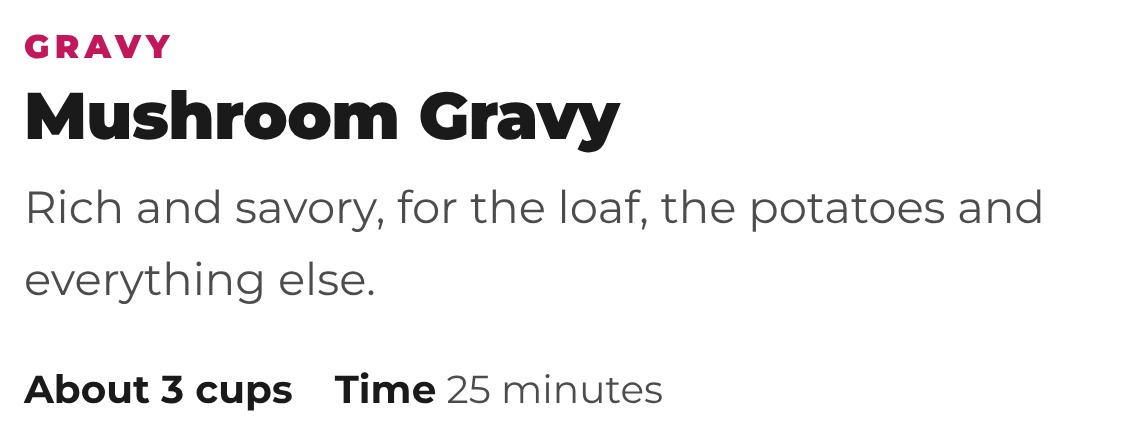 GRAVY
Mushroom Gravy
Rich and savory, for the loaf, the potatoes and
everything else.
About 3 cups Time 25 minutes